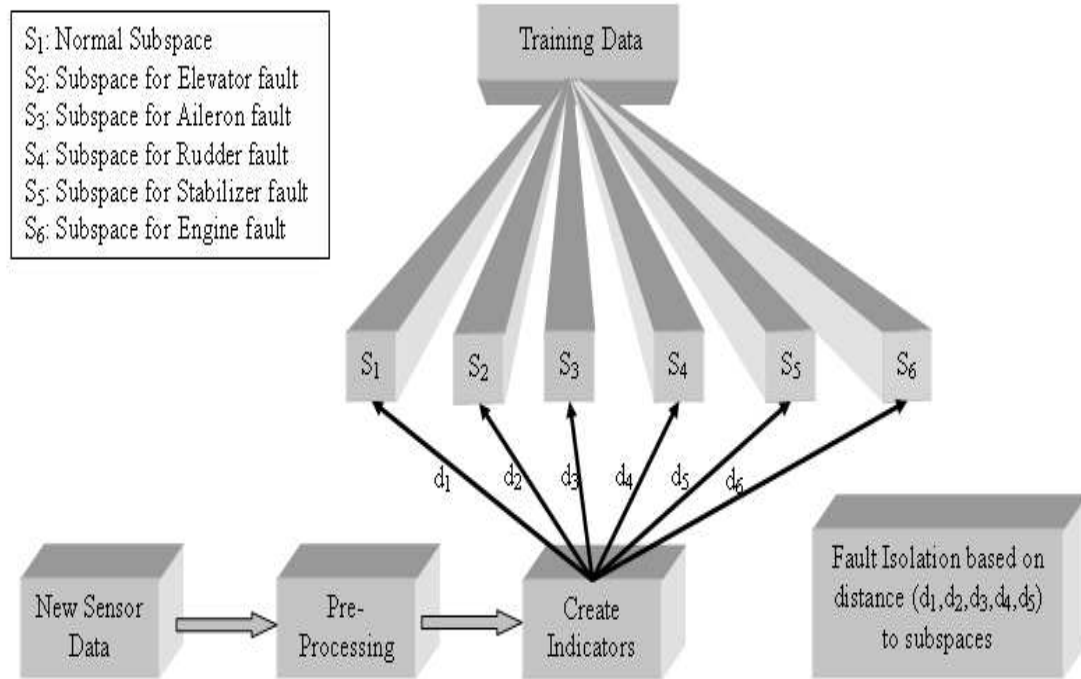 S₁: Normal Subspace
S₂: Subspace for Elevator fault
S₃: Subspace for Aileron fault
S₄: Subspace for Rudder fault
S₅: Subspace for Stabilizer fault
S₆: Subspace for Engine fault
Training Data
S₁
S₂
S₃
S₄
S₅
S₆
d₁
d₂
d₃
d₄
d₅
d₆
New Sensor
Data
Pre-
Processing
Create
Indicators
Fault Isolation based on
distance (d₁,d₂,d₃,d₄,d₅)
to subspaces